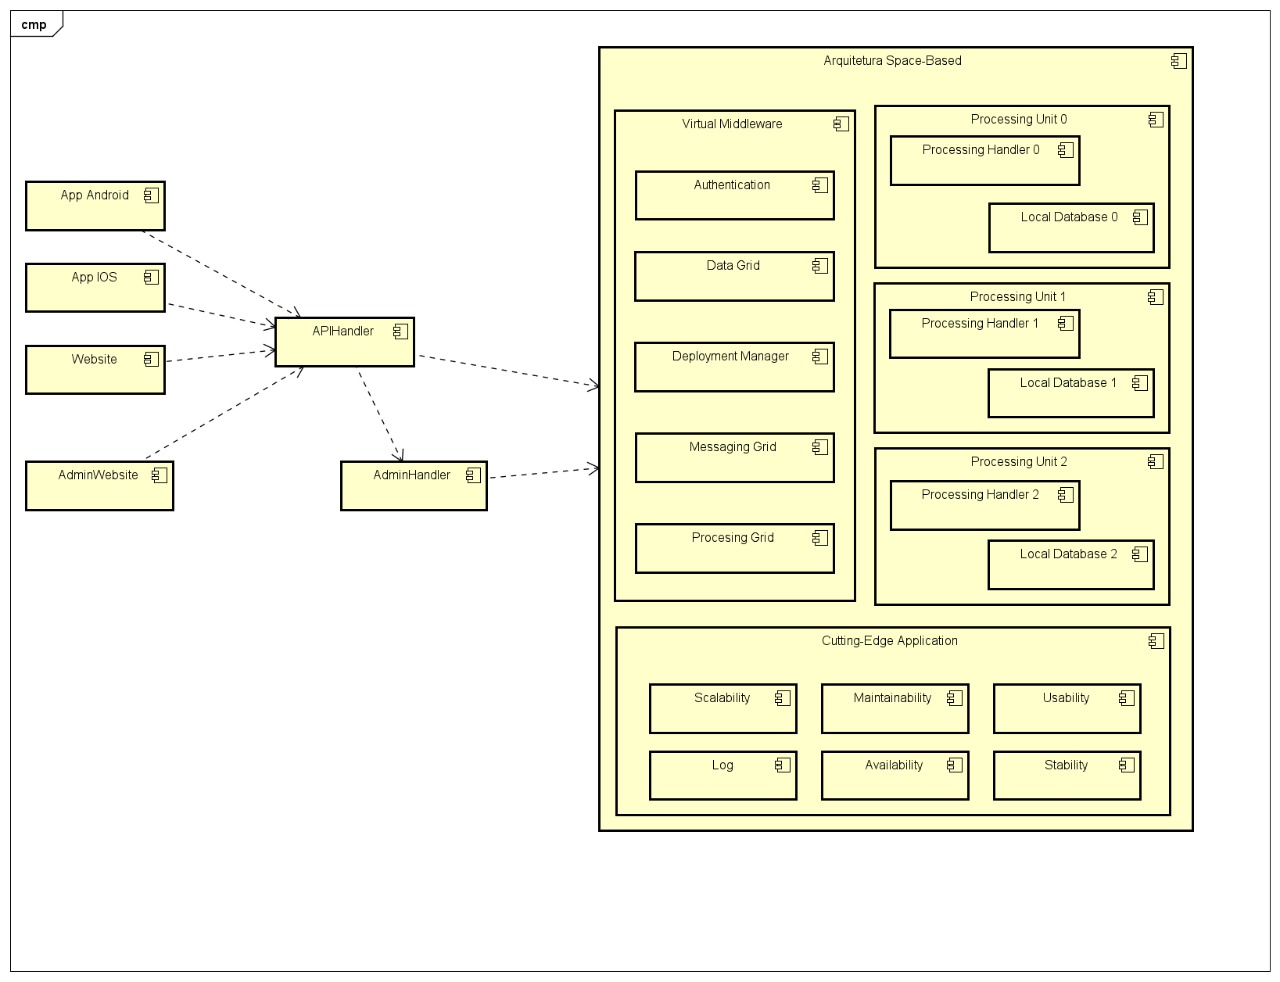 cmp
Arquitetura Space-Based
Virtual Middleware
Authentication
Data Grid
Deployment Manager
Messaging Grid
Procesing Grid
Processing Unit 0
Processing Handler 0
Local Database 0
Processing Unit 1
Processing Handler 1
Local Database 1
Processing Unit 2
Processing Handler 2
Local Database 2
Cutting-Edge Application
Scalability
Maintainability
Usability
Log
Availability
Stability
App Android
App IOS
Website
AdminWebsite
APIHandler
AdminHandler